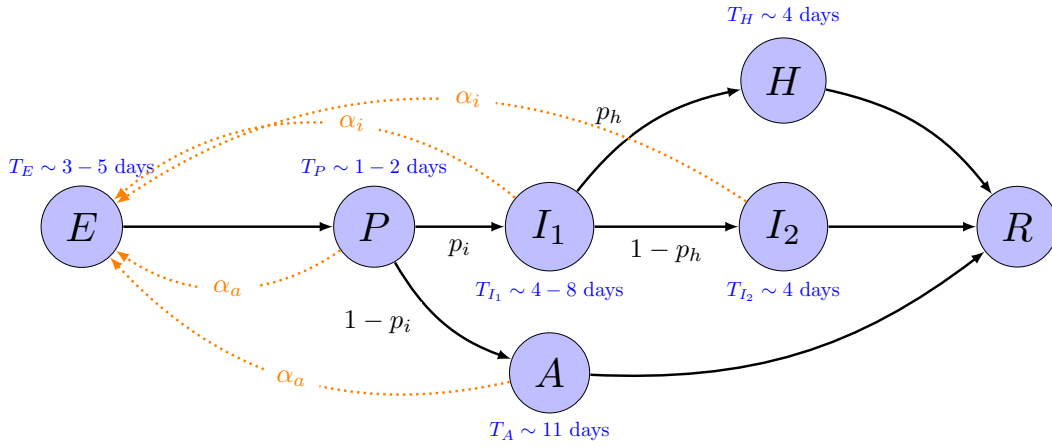 T_H ∼ 4 days
H
α_i
p_h
α_i
T_E ∼ 3 − 5 days
T_P ∼ 1 − 2 days
E
P
I_1
I_2
R
p_i
1 − p_h
α_a
T_{I_1} ∼ 4 − 8 days
T_{I_2} ∼ 4 days
1 − p_i
A
α_a
T_A ∼ 11 days